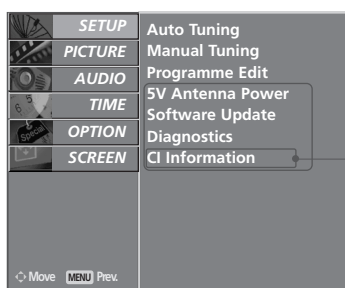 SETUP
PICTURE
AUDIO
TIME
OPTION
SCREEN
Auto Tuning
Manual Tuning
Programme Edit
5V Antenna Power
Software Update
Diagnostics
CI Information
Move MENU Prev.